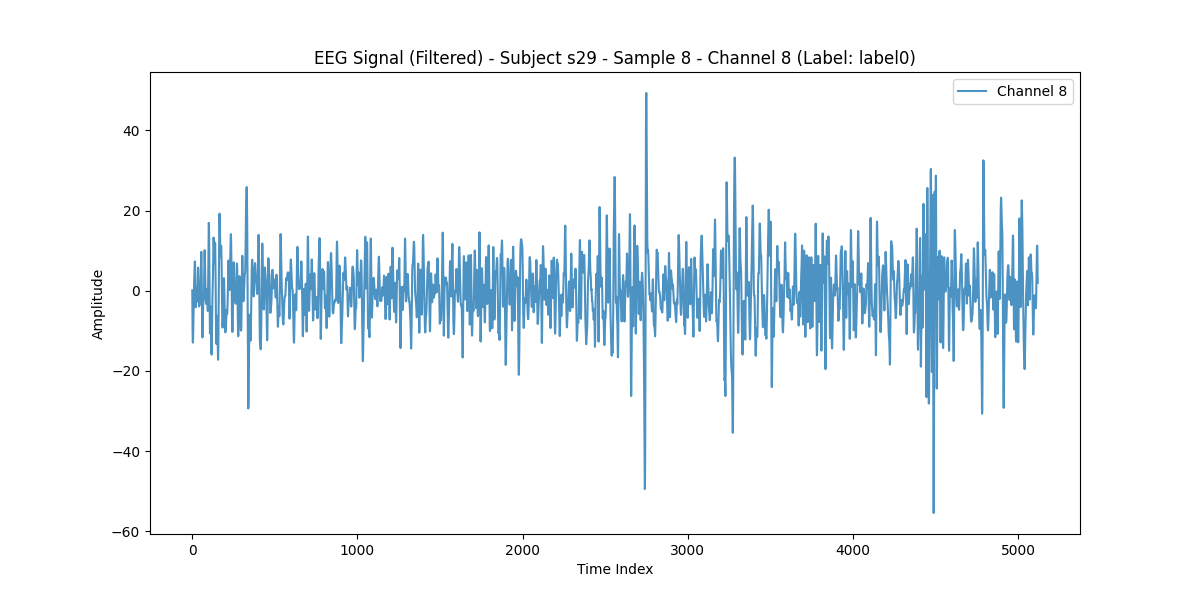 EEG Signal (Filtered) - Subject s29 - Sample 8 - Channel 8 (Label: label0)
Channel 8
40
20
0
−20
−40
−60
Amplitude
0 1000 2000 3000 4000 5000
Time Index